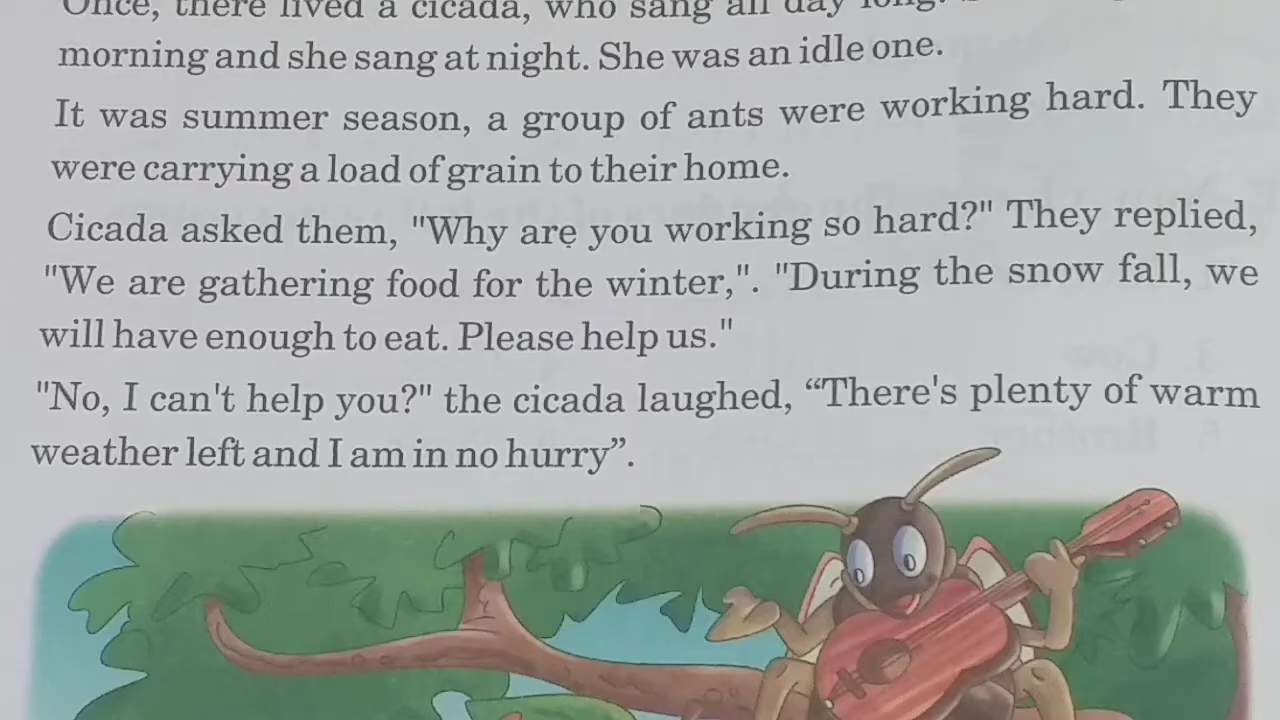 Once, there lived a cicada, who sang all day long.
morning and she sang at night. She was an idle one.
It was summer season, a group of ants were working hard. They
were carrying a load of grain to their home.
Cicada asked them, "Why are you working so hard?" They replied,
"We are gathering food for the winter,". "During the snow fall, we
will have enough to eat. Please help us."
"No, I can't help you?" the cicada laughed, “There's plenty of warm
weather left and I am in no hurry”.